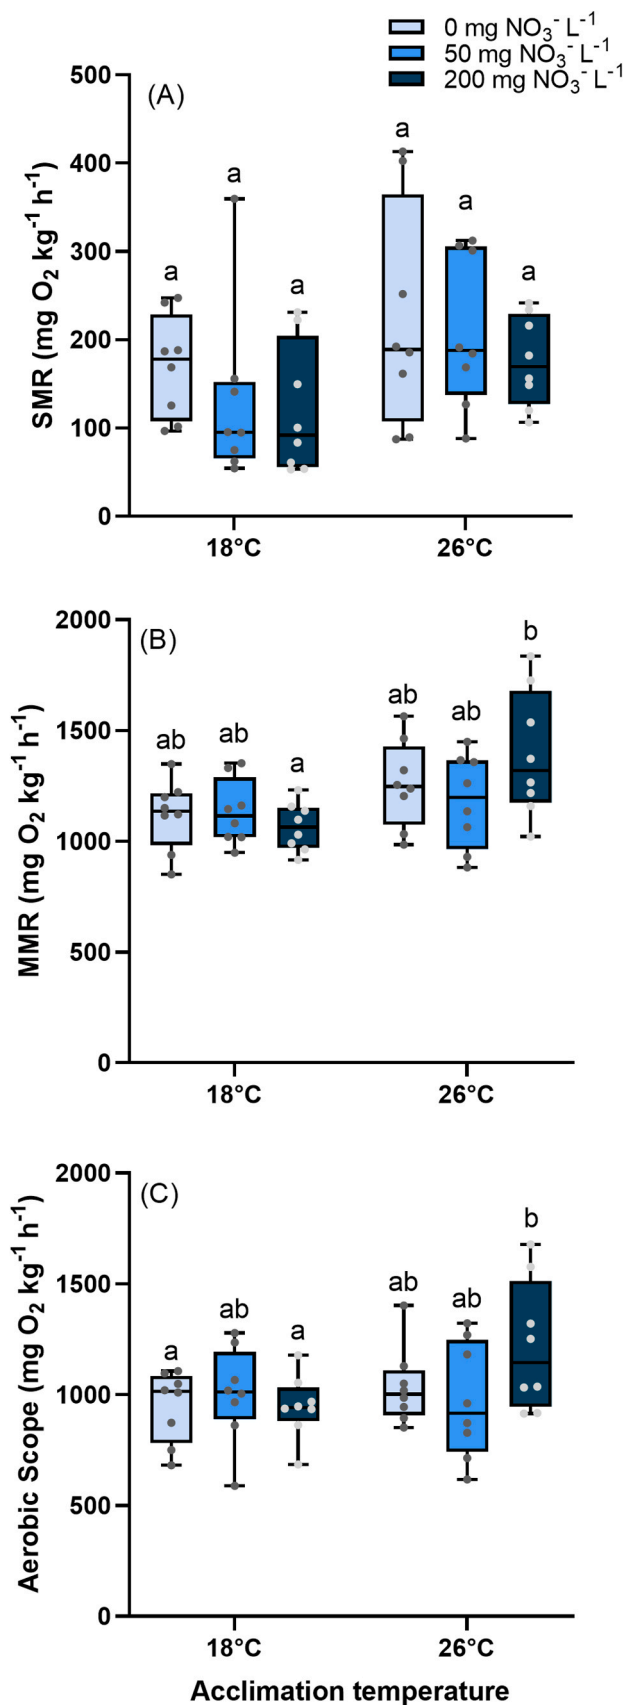 0 mg NO₃⁻ L⁻¹
50 mg NO₃⁻ L⁻¹
200 mg NO₃⁻ L⁻¹
(A)
SMR (mg O₂ kg⁻¹ h⁻¹)
500
400
300
200
100
0
a
a
a
a
a
a
18°C
26°C
(B)
MMR (mg O₂ kg⁻¹ h⁻¹)
2000
1500
1000
500
0
ab
ab
a
ab
ab
b
18°C
26°C
(C)
Aerobic Scope (mg O₂ kg⁻¹ h⁻¹)
2000
1500
1000
500
0
a
ab
a
ab
ab
b
18°C
26°C
Acclimation temperature